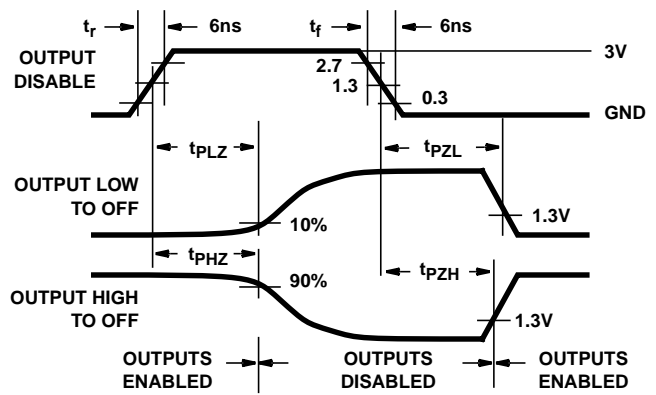 tr 6ns tf 6ns
OUTPUT
DISABLE
3V
2.7
1.3
0.3
GND
tPLZ tPZL
OUTPUT LOW
TO OFF
10%
1.3V
tPHZ tPZH
90%
OUTPUT HIGH
TO OFF
1.3V
OUTPUTS
ENABLED
OUTPUTS
DISABLED
OUTPUTS
ENABLED